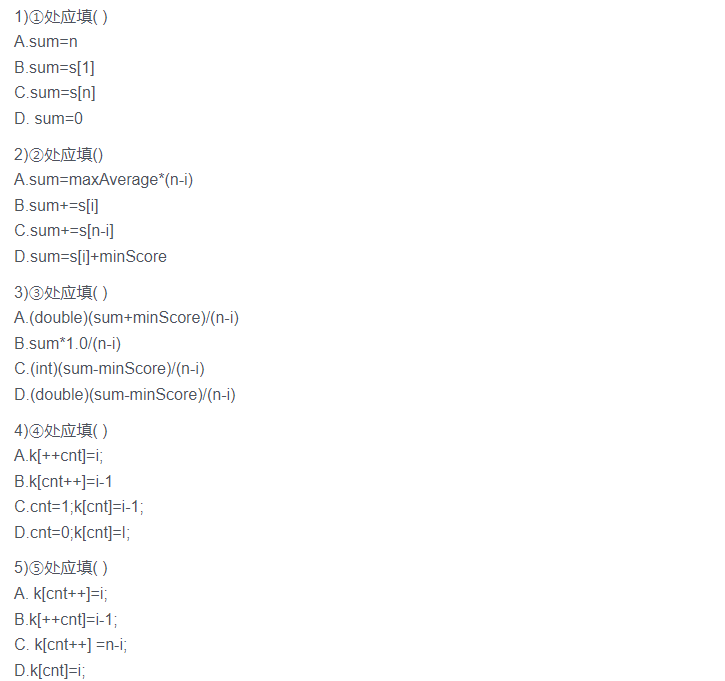 1)①处应填( )
A.sum=n
B.sum=s[1]
C.sum=s[n]
D. sum=0
2)②处应填()
A.sum=maxAverage*(n-i)
B.sum+=s[i]
C.sum+=s[n-i]
D.sum=s[i]+minScore
3)③处应填( )
A.(double)(sum+minScore)/(n-i)
B.sum*1.0/(n-i)
C.(int)(sum-minScore)/(n-i)
D.(double)(sum-minScore)/(n-i)
4)④处应填( )
A.k[++cnt]=i;
B.k[cnt++]=i-1
C.cnt=1;k[cnt]=i-1;
D.cnt=0;k[cnt]=l;
5)⑤处应填( )
A. k[cnt++]=i;
B.k[++cnt]=i-1;
C. k[cnt++] =n-i;
D.k[cnt]=i;